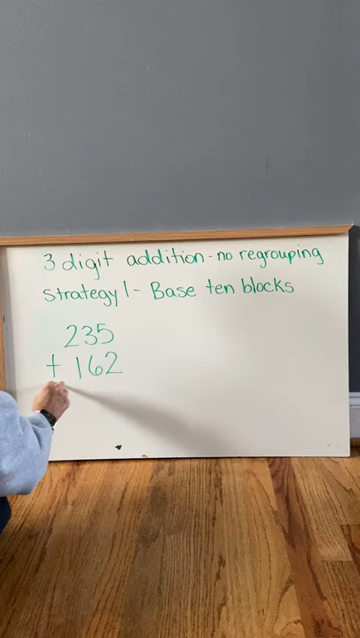 3 digit addition - no regrouping
Strategy 1 - Base ten blocks
235
+ 162